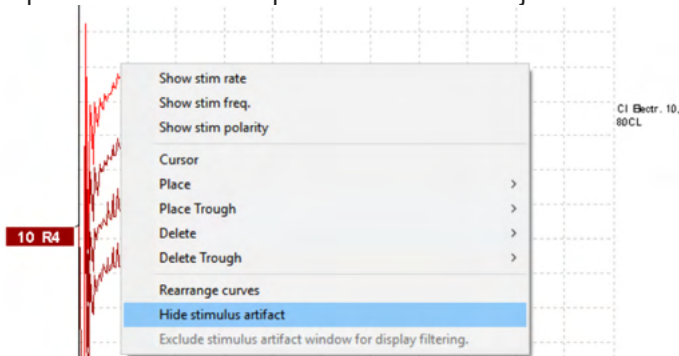 Show stim rate
Show stim freq.
Show stim polarity
CI Electr. 10,
80CL
Cursor
Place
Place Trough
10 R4
Delete
Delete Trough
Rearrange curves
Hide stimulus artifact
Exclude stimulus artifact window for display filtering.